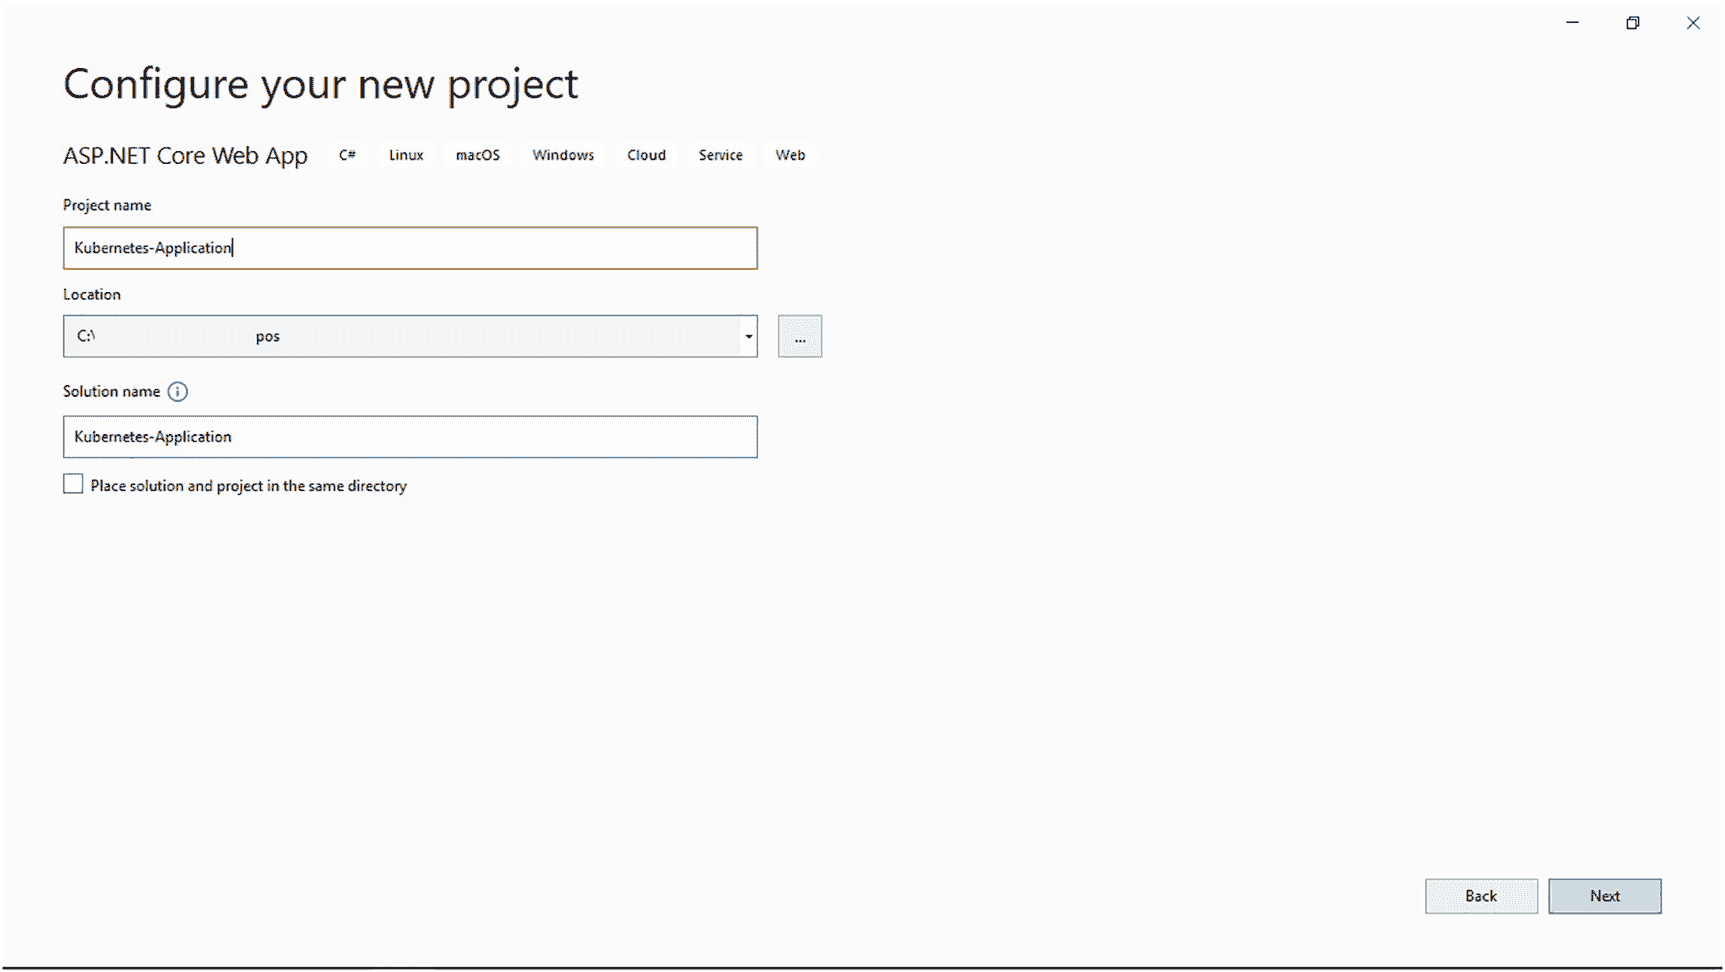 Configure your new project
ASP.NET Core Web App C# Linux macOS Windows Cloud Service Web
Project name
Kubernetes-Application
Location
C:\ pos
...
Solution name
Kubernetes-Application
Place solution and project in the same directory
Back Next